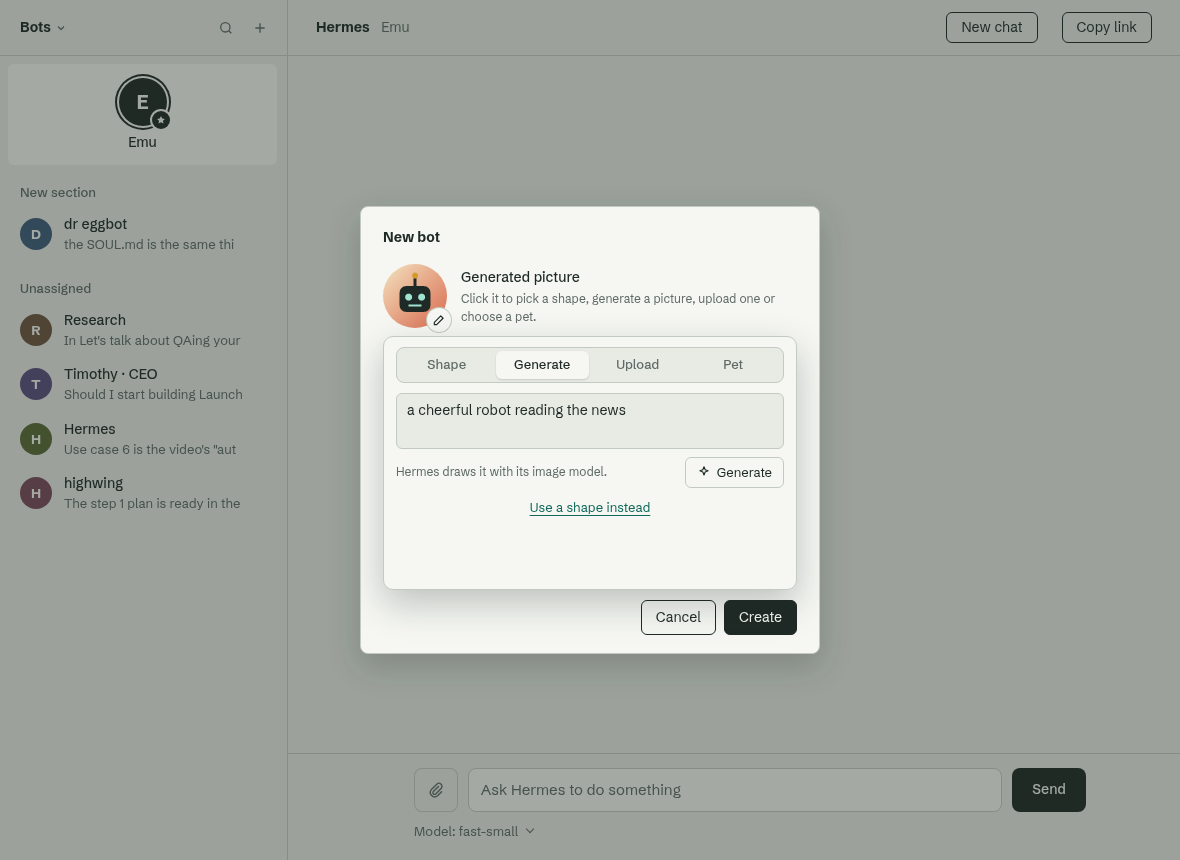 Bots
Hermes Emu
New chat
Copy link
E
Emu
New section
D
dr eggbot
the SOUL.md is the same thi
Unassigned
R
Research
In Let's talk about QAing your
T
Timothy · CEO
Should I start building Launch
H
Hermes
Use case 6 is the video's "aut
H
highwing
The step 1 plan is ready in the
New bot
Generated picture
Click it to pick a shape, generate a picture, upload one or
choose a pet.
Shape Generate Upload Pet
a cheerful robot reading the news
Hermes draws it with its image model.
Generate
Use a shape instead
Cancel
Create
Ask Hermes to do something
Send
Model: fast-small